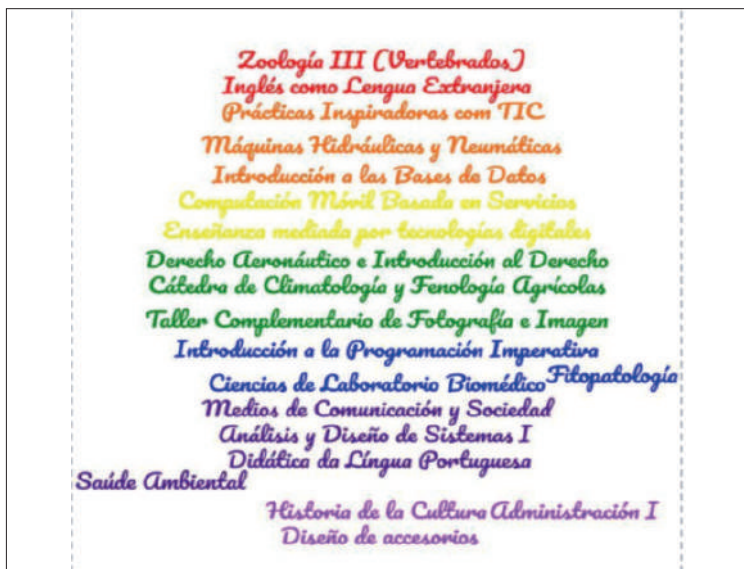 Zoología III (Vertebrados)
Inglés como Lengua Extranjera
Prácticas Inspiradoras com TIC
Máquinas Hidráulicas y Neumáticas
Introducción a las Bases de Datos
Computación Móvil Basada en Servicios
Enseñanza mediada por tecnologías digitales
Derecho Aeronáutico e Introducción al Derecho
Cátedra de Climatología y Fenología Agrícolas
Taller Complementario de Fotografía e Imagen
Introducción a la Programación Imperativa
Ciencias de Laboratorio Biomédico Fitopatología
Medios de Comunicación y Sociedad
Análisis y Diseño de Sistemas I
Didática da Língua Portuguesa
Saúde Ambiental
Historia de la Cultura Administración I
Diseño de accesorios